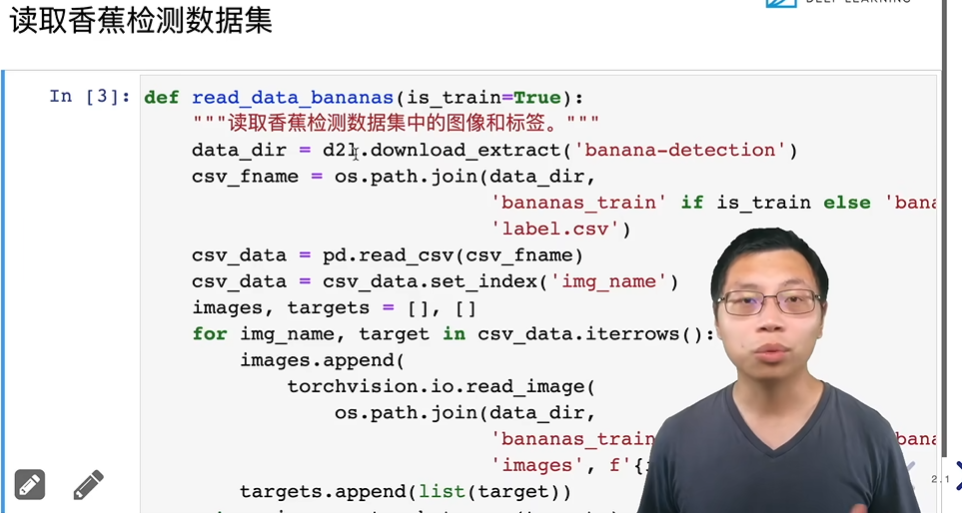 读取香蕉检测数据集
DEEP LEARNING
In [3]:
def read_data_bananas(is_train=True):
"""读取香蕉检测数据集中的图像和标签。"""
data_dir = d2l.download_extract('banana-detection')
csv_fname = os.path.join(data_dir,
'bananas_train' if is_train else 'bana
'label.csv')
csv_data = pd.read_csv(csv_fname)
csv_data = csv_data.set_index('img_name')
images, targets = [], []
for img_name, target in csv_data.iterrows():
images.append(
torchvision.io.read_image(
os.path.join(data_dir,
'bananas_train bana
'images', f'{
targets.append(list(target))
2.1